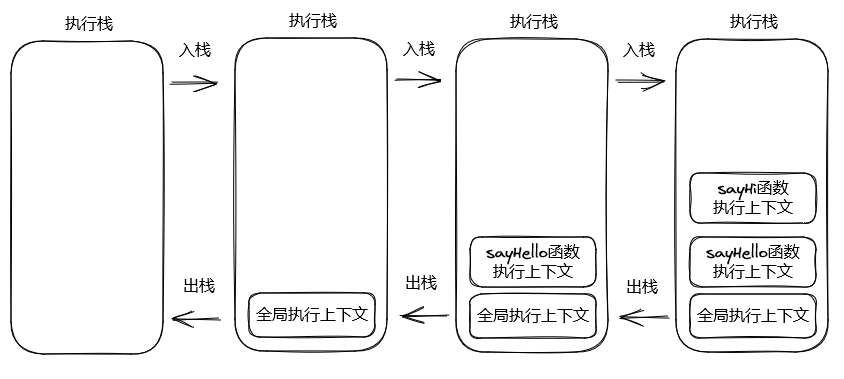 执行栈
执行栈
执行栈
执行栈
入栈
入栈
入栈
sayHi函数
执行上下文
sayHello函数
执行上下文
sayHello函数
执行上下文
出栈
出栈
出栈
全局执行上下文
全局执行上下文
全局执行上下文